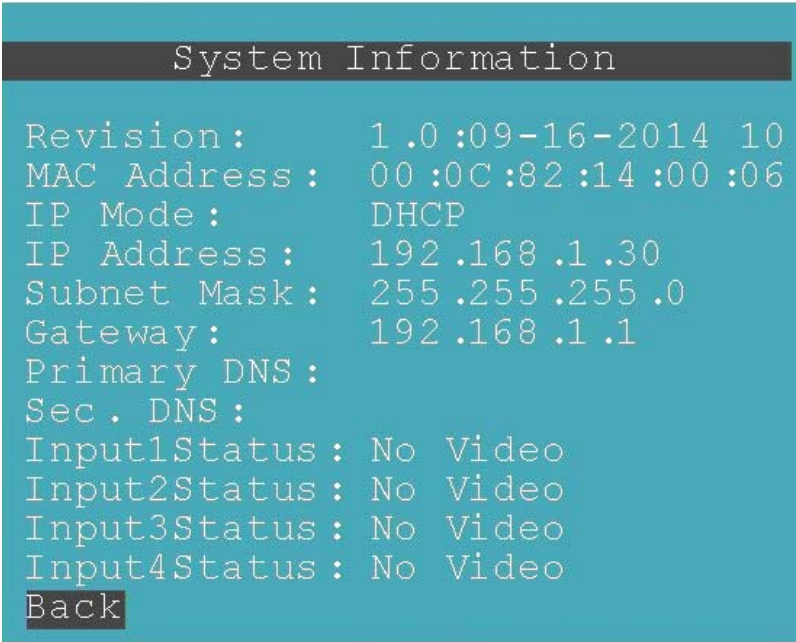 System Information
Revision: 1.0:09-16-2014 10
MAC Address: 00:0C:82:14:00:06
IP Mode: DHCP
IP Address: 192.168.1.30
Subnet Mask: 255.255.255.0
Gateway: 192.168.1.1
Primary DNS:
Sec. DNS:
Input1Status: No Video
Input2Status: No Video
Input3Status: No Video
Input4Status: No Video
Back